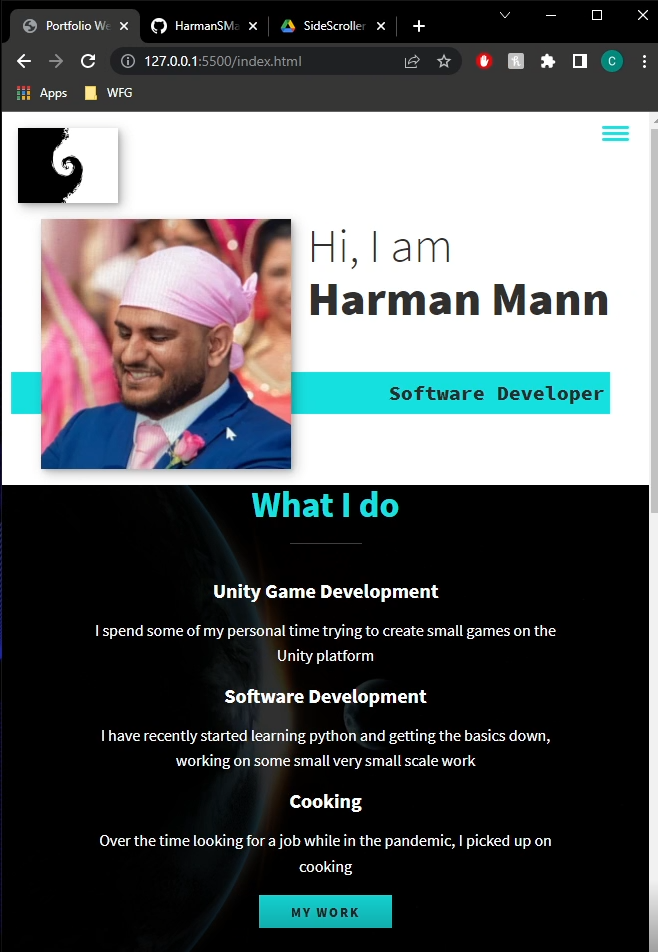 Portfolio We
HarmanSMa
SideScroller
127.0.0.1:5500/index.html
C
Apps
WFG
Hi, I am
Harman Mann
Software Developer
What I do
Unity Game Development
I spend some of my personal time trying to create small games on the
Unity platform
Software Development
I have recently started learning python and getting the basics down,
working on some small very small scale work
Cooking
Over the time looking for a job while in the pandemic, I picked up on
cooking
MY WORK